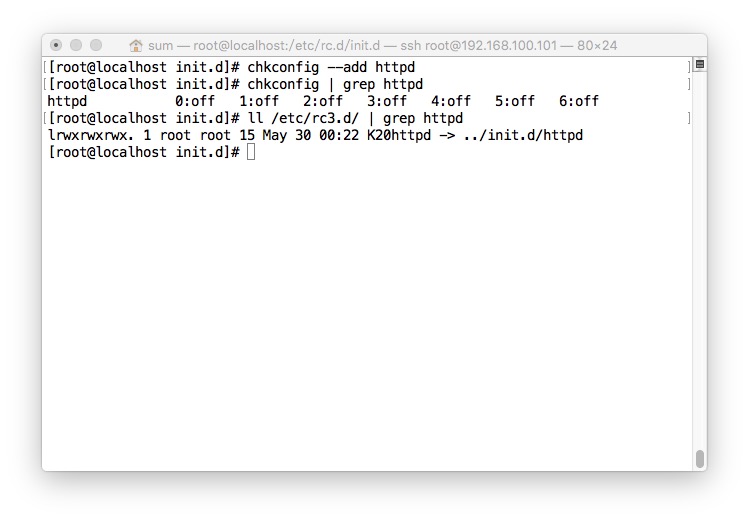 sum — root@localhost:/etc/rc.d/init.d — ssh root@192.168.100.101 — 80×24
[[root@localhost init.d]# chkconfig --add httpd ]
[[root@localhost init.d]# chkconfig | grep httpd ]
httpd 0:off 1:off 2:off 3:off 4:off 5:off 6:off
[[root@localhost init.d]# ll /etc/rc3.d/ | grep httpd ]
lrwxrwxrwx. 1 root root 15 May 30 00:22 K20httpd -> ../init.d/httpd
[root@localhost init.d]#